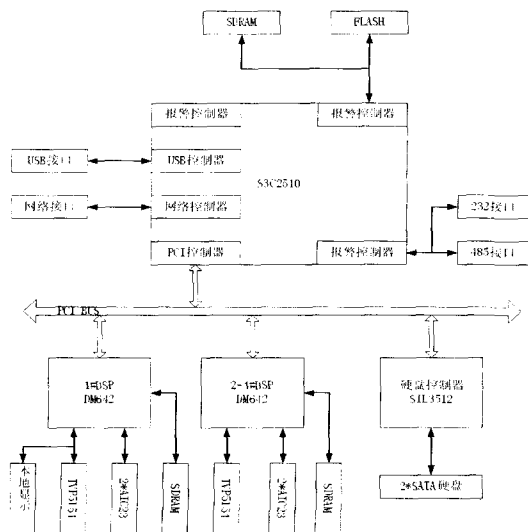 SDRAM
FLASH
报警控制器
报警控制器
USB接口
USB控制器
S3C2510
网络接口
网络控制器
232接口
PCI控制器
报警控制器
485接口
PCI BUS
1#DSP
DM642
2-4#DSP
DM642
硬盘控制器
SIL3512
本地显示
TVP5151
2*AIC23
SDRAM
TVP5151
2*AIC23
SDRAM
2*SATA硬盘